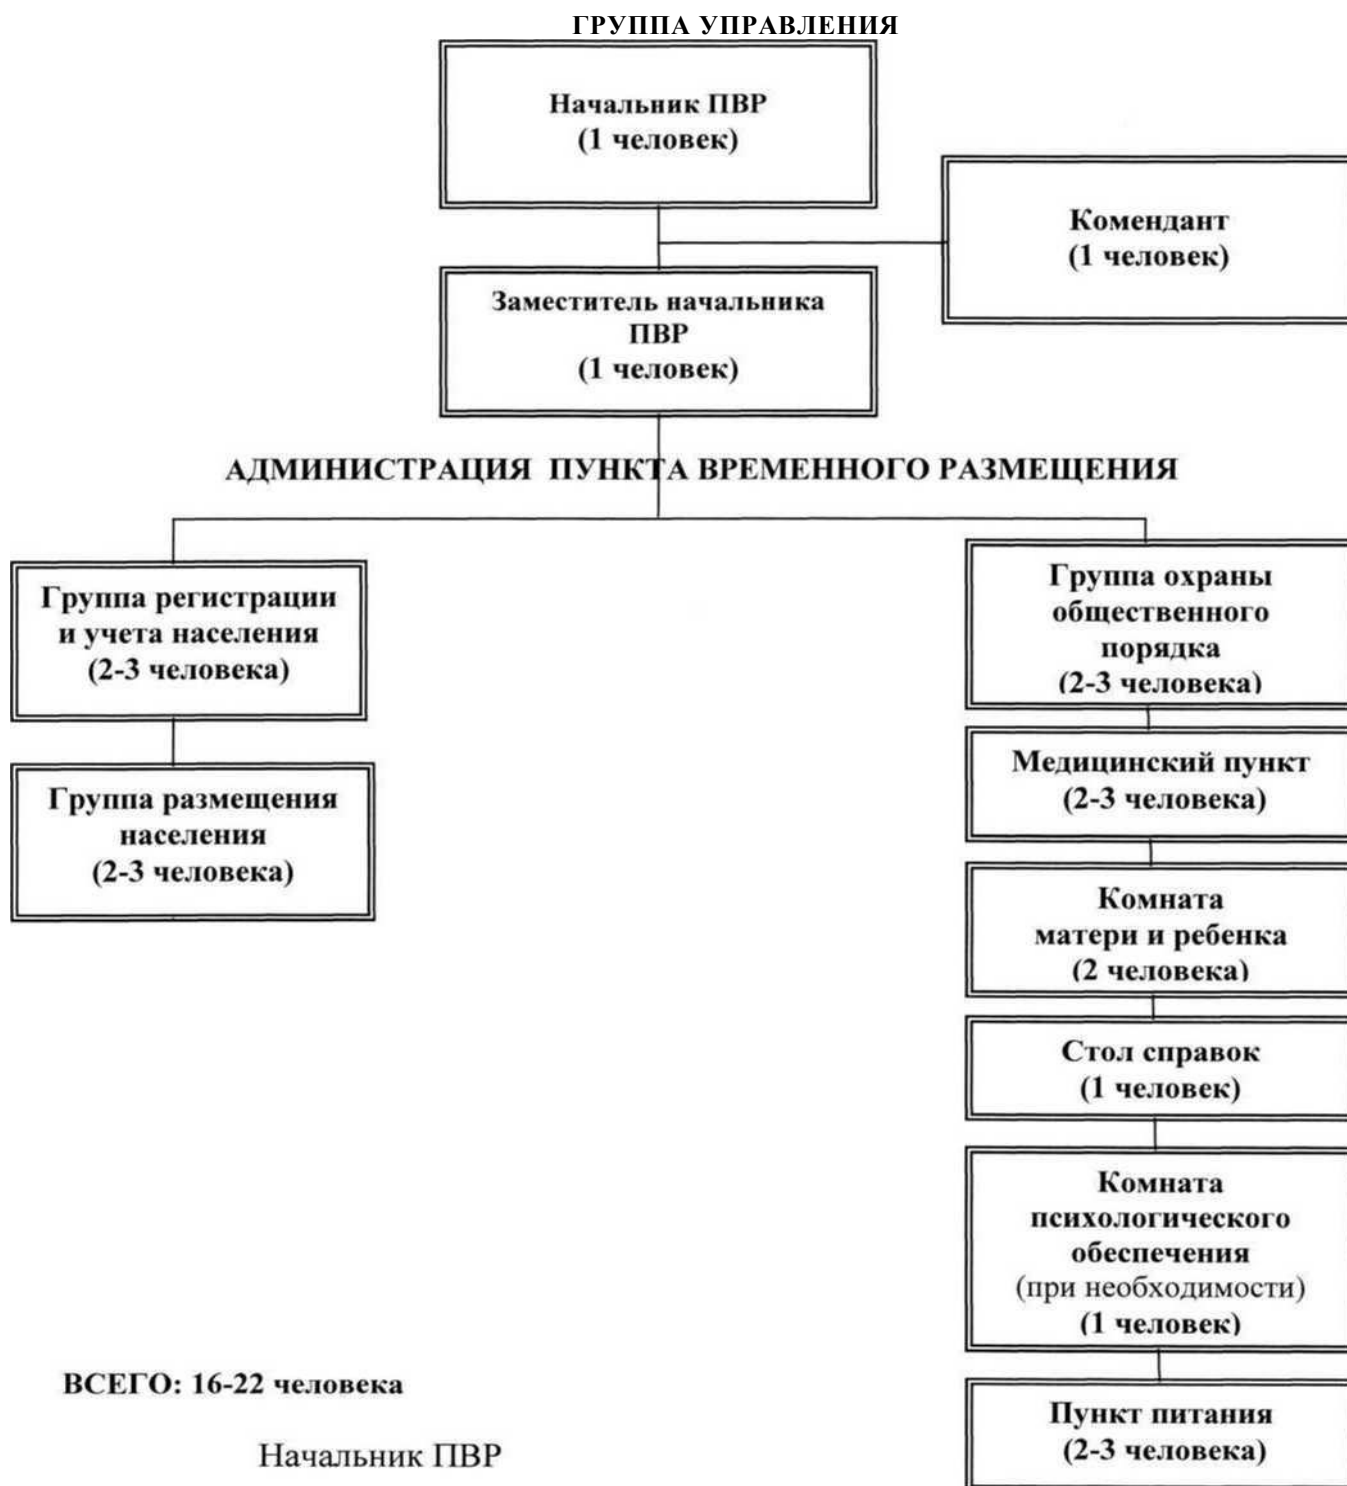 ГРУППА УПРАВЛЕНИЯ
Начальник ПВР
(1 человек)
Комендант
(1 человек)
Заместитель начальника
ПВР
(1 человек)
АДМИНИСТРАЦИЯ ПУНКТА ВРЕМЕННОГО РАЗМЕЩЕНИЯ
Группа регистрации
и учета населения
(2-3 человека)
Группа размещения
населения
(2-3 человека)
Группа охраны
общественного
порядка
(2-3 человека)
Медицинский пункт
(2-3 человека)
Комната
матери и ребенка
(2 человека)
Стол справок
(1 человек)
Комната
психологического
обеспечения
(при необходимости)
(1 человек)
Пункт питания
(2-3 человека)
ВСЕГО: 16-22 человека
Начальник ПВР